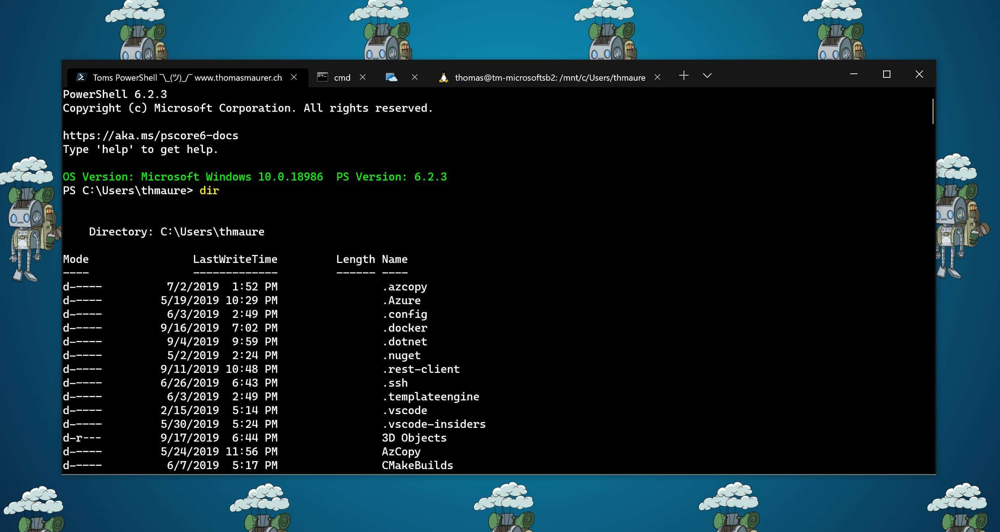 Toms PowerShell ¯\_(ツ)_/¯ www.thomasmaurer.ch
cmd
thomas@tm-microsoftsb2: /mnt/c/Users/thmaure
PowerShell 6.2.3
Copyright (c) Microsoft Corporation. All rights reserved.
https://aka.ms/pscore6-docs
Type 'help' to get help.
OS Version: Microsoft Windows 10.0.18986  PS Version: 6.2.3
PS C:\Users\thmaure> dir
Directory: C:\Users\thmaure
Mode                LastWriteTime         Length Name
----                -------------         ------ ----
d-----         7/2/2019  1:52 PM                .azcopy
d-----        5/19/2019 10:29 PM                .Azure
d-----         6/3/2019  2:49 PM                .config
d-----        9/16/2019  7:02 PM                .docker
d-----         9/4/2019  9:59 PM                .dotnet
d-----         5/2/2019  2:24 PM                .nuget
d-----        9/11/2019 10:48 PM                .rest-client
d-----        6/26/2019  6:43 PM                .ssh
d-----         6/3/2019  2:49 PM                .templateengine
d-----        2/15/2019  5:14 PM                .vscode
d-----        5/30/2019  5:24 PM                .vscode-insiders
d-r---        9/17/2019  6:44 PM                3D Objects
d-----        5/24/2019 11:56 PM                AzCopy
d-----         6/7/2019  5:17 PM                CMakeBuilds